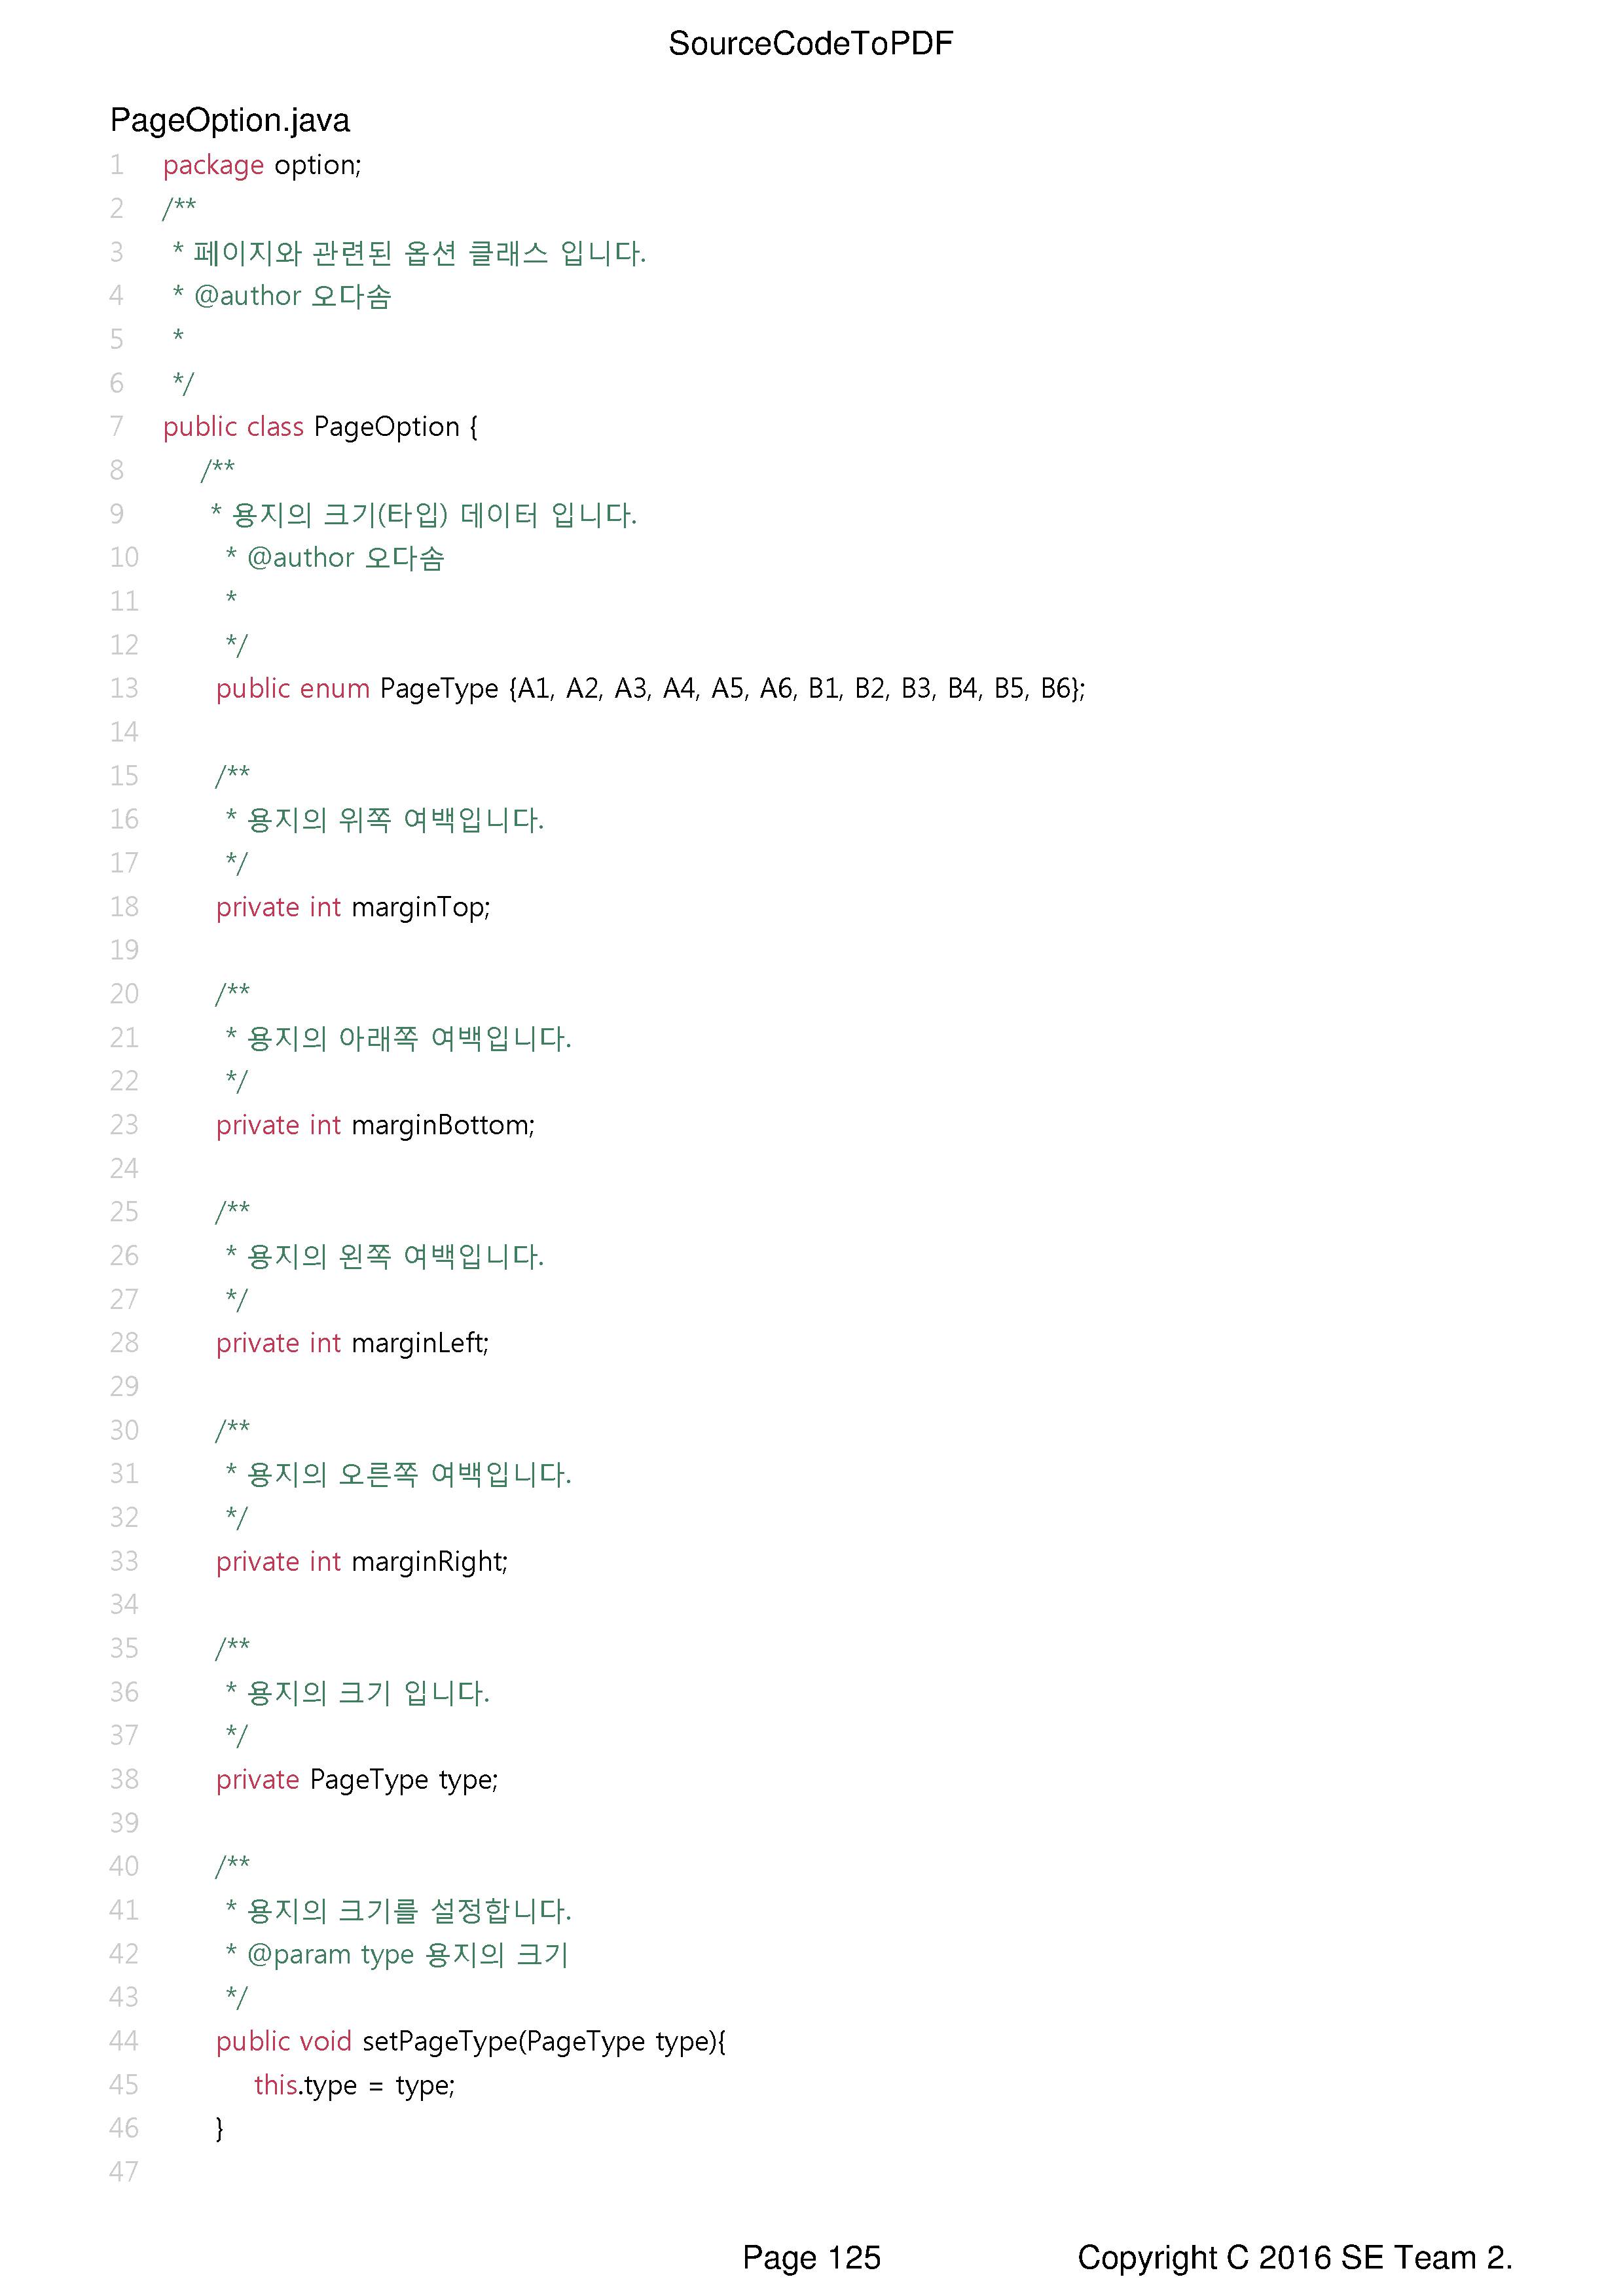 SourceCodeToPDF
PageOption.java
1 package option;
2 /**
3 * 페이지와 관련된 옵션 클래스 입니다.
4 * @author 오다솜
5 *
6 */
7 public class PageOption {
8 /**
9 * 용지의 크기(타입) 데이터 입니다.
10 * @author 오다솜
11 *
12 */
13 public enum PageType {A1, A2, A3, A4, A5, A6, B1, B2, B3, B4, B5, B6};
14
15 /**
16 * 용지의 위쪽 여백입니다.
17 */
18 private int marginTop;
19
20 /**
21 * 용지의 아래쪽 여백입니다.
22 */
23 private int marginBottom;
24
25 /**
26 * 용지의 왼쪽 여백입니다.
27 */
28 private int marginLeft;
29
30 /**
31 * 용지의 오른쪽 여백입니다.
32 */
33 private int marginRight;
34
35 /**
36 * 용지의 크기 입니다.
37 */
38 private PageType type;
39
40 /**
41 * 용지의 크기를 설정합니다.
42 * @param type 용지의 크기
43 */
44 public void setPageType(PageType type){
45 this.type = type;
46 }
47
Page 125 Copyright C 2016 SE Team 2.